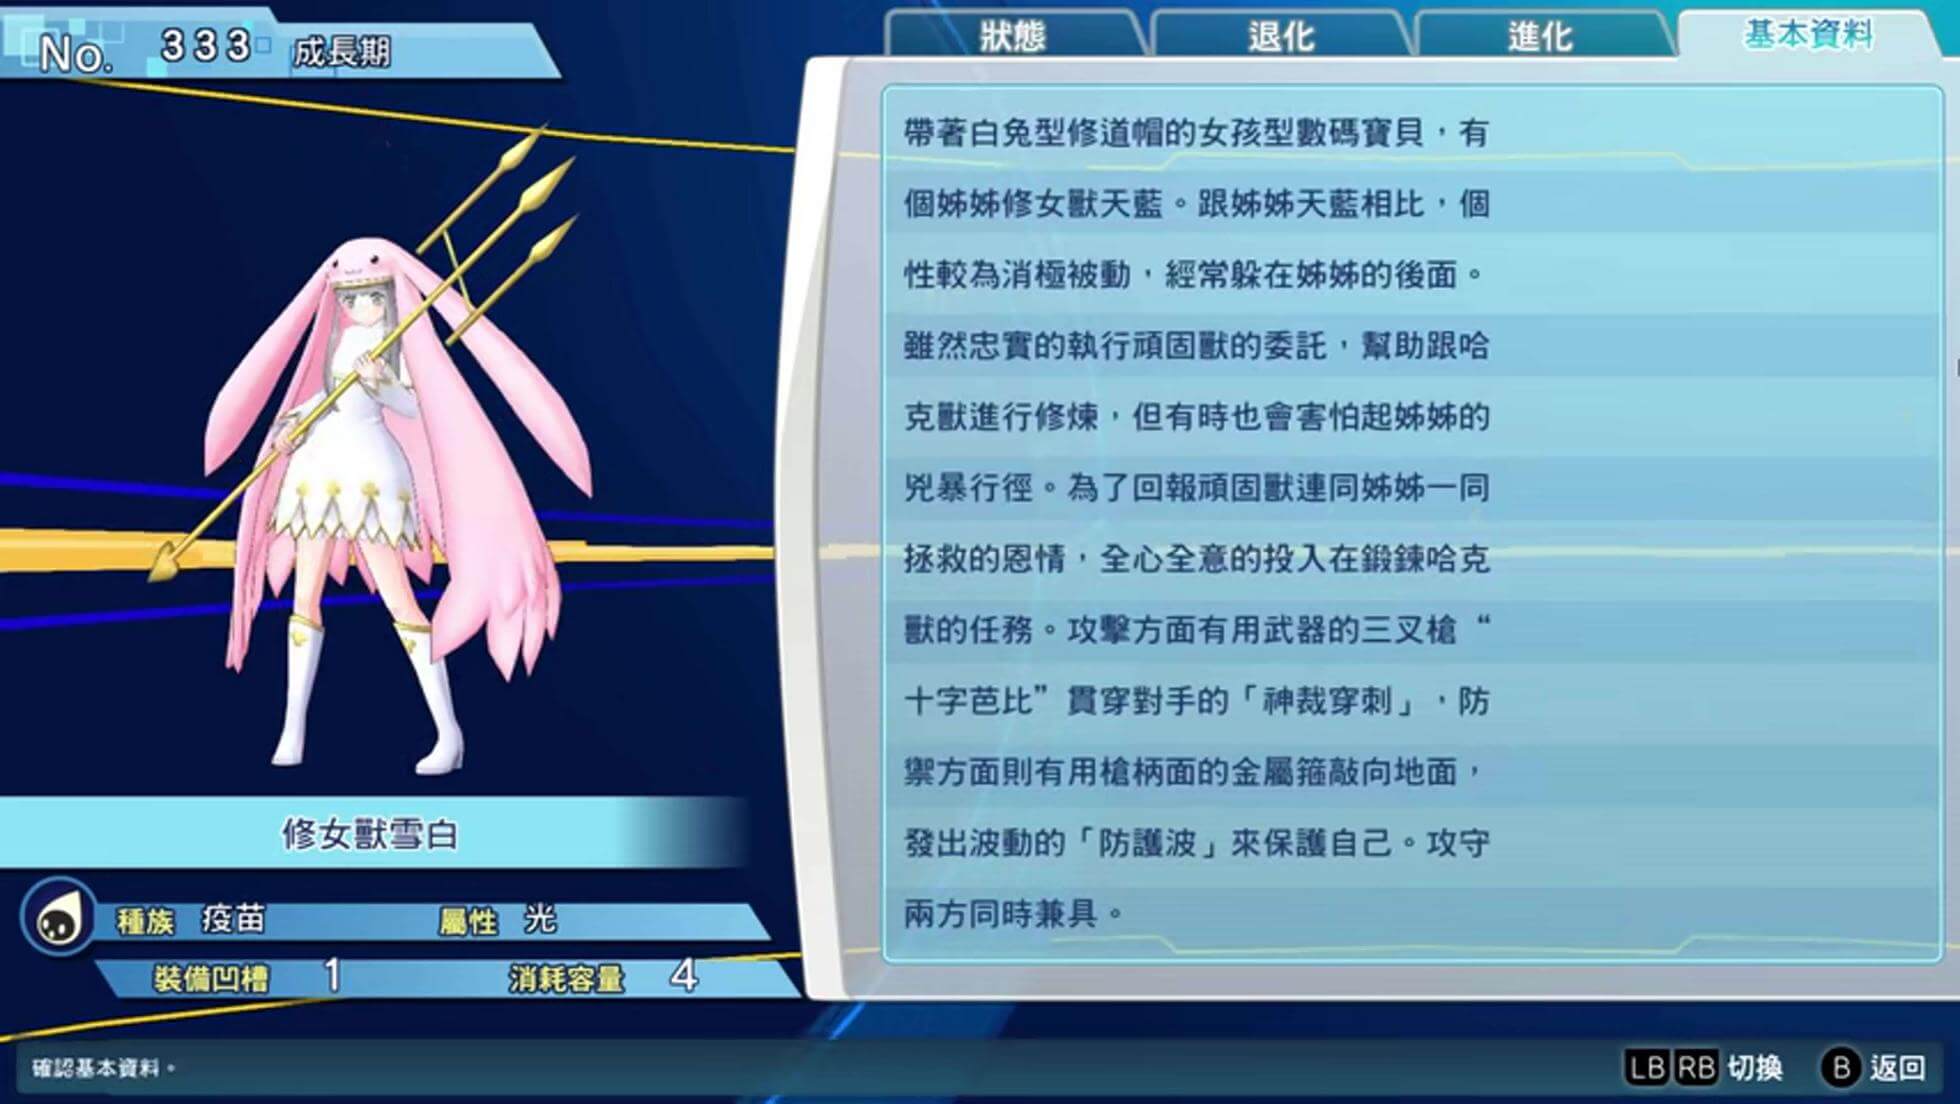 No. 333 成長期
狀態
退化
進化
基本資料
帶著白兔型修道帽的女孩型數碼寶貝，有
個姊姊修女獸天藍。跟姊姊天藍相比，個
性較為消極被動，經常躲在姊姊的後面。
雖然忠實的執行頑固獸的委託，幫助跟哈
克獸進行修煉，但有時也會害怕起姊姊的
兇暴行徑。為了回報頑固獸連同姊姊一同
拯救的恩情，全心全意的投入在鍛鍊哈克
獸的任務。攻擊方面有用武器的三叉槍“
十字芭比”貫穿對手的「神裁穿刺」，防
禦方面則有用槍柄面的金屬箍敲向地面，
發出波動的「防護波」來保護自己。攻守
兩方同時兼具。
修女獸雪白
種族 疫苗 屬性 光
裝備凹槽 1 消耗容量 4
確認基本資料。
LB RB 切換 B 返回